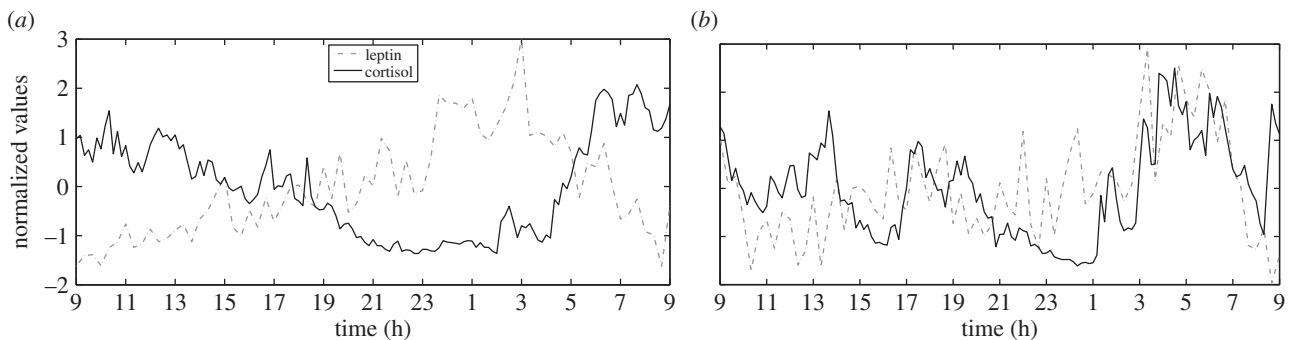 (a)
3
2
1
0
−1
−2
normalized values
leptin
cortisol
9 11 13 15 17 19 21 23 1 3 5 7 9
time (h)
(b)
9 11 13 15 17 19 21 23 1 3 5 7 9
time (h)